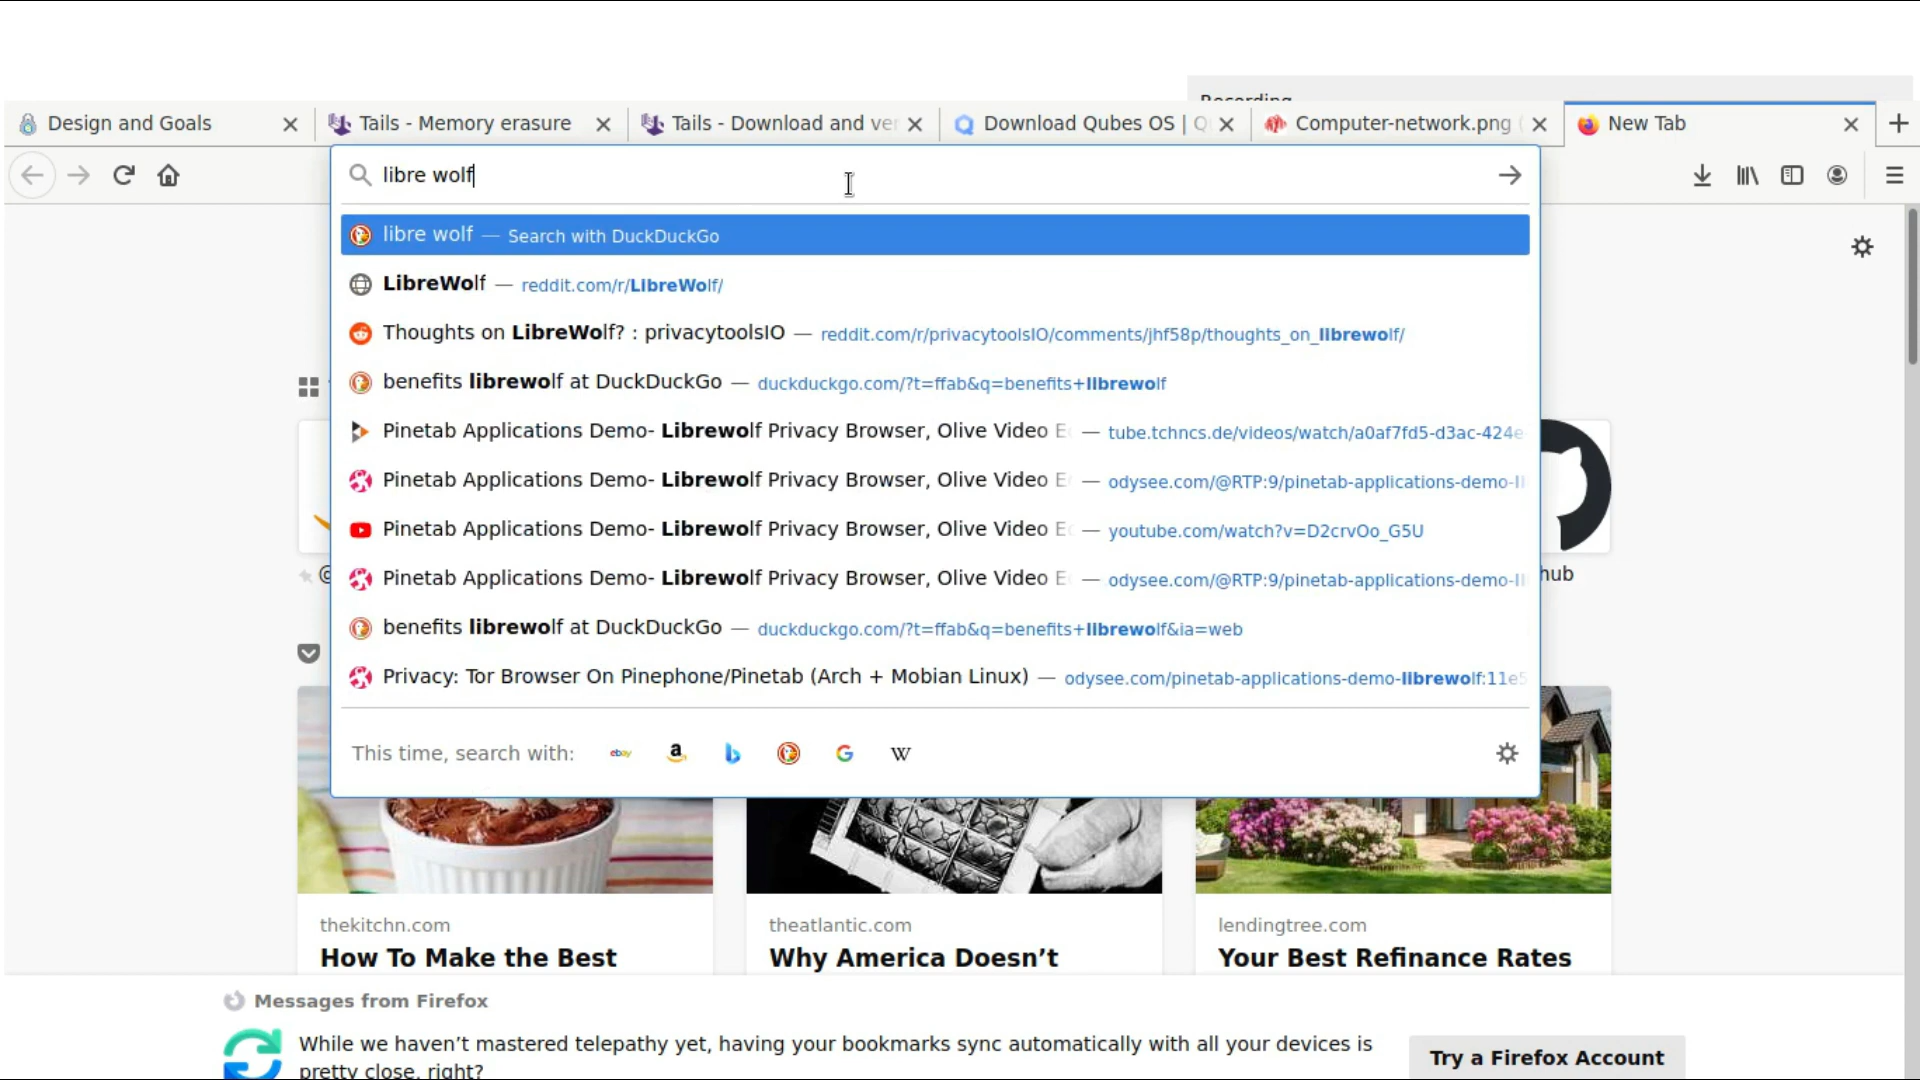 Recording
Design and Goals
Tails - Memory erasure
Tails - Download and ver
Download Qubes OS | Q
Computer-network.png (
New Tab
libre wolf
libre wolf — Search with DuckDuckGo
LibreWolf — reddit.com/r/LibreWolf/
Thoughts on LibreWolf? : privacytoolsIO — reddit.com/r/privacytoolsIO/comments/jhf58p/thoughts_on_librewolf/
benefits librewolf at DuckDuckGo — duckduckgo.com/?t=ffab&q=benefits+librewolf
Pinetab Applications Demo- Librewolf Privacy Browser, Olive Video E — tube.tchncs.de/videos/watch/a0af7fd5-d3ac-424e
Pinetab Applications Demo- Librewolf Privacy Browser, Olive Video E — odysee.com/@RTP:9/pinetab-applications-demo-li
Pinetab Applications Demo- Librewolf Privacy Browser, Olive Video E — youtube.com/watch?v=D2crvOo_G5U
Pinetab Applications Demo- Librewolf Privacy Browser, Olive Video E — odysee.com/@RTP:9/pinetab-applications-demo-li
benefits librewolf at DuckDuckGo — duckduckgo.com/?t=ffab&q=benefits+librewolf&ia=web
Privacy: Tor Browser On Pinephone/Pinetab (Arch + Mobian Linux) — odysee.com/pinetab-applications-demo-librewolf:11e5
hub
This time, search with: ebay a b G W
thekitchn.com
How To Make the Best
theatlantic.com
Why America Doesn’t
lendingtree.com
Your Best Refinance Rates
Messages from Firefox
While we haven’t mastered telepathy yet, having your bookmarks sync automatically with all your devices is
pretty close, right?
Try a Firefox Account